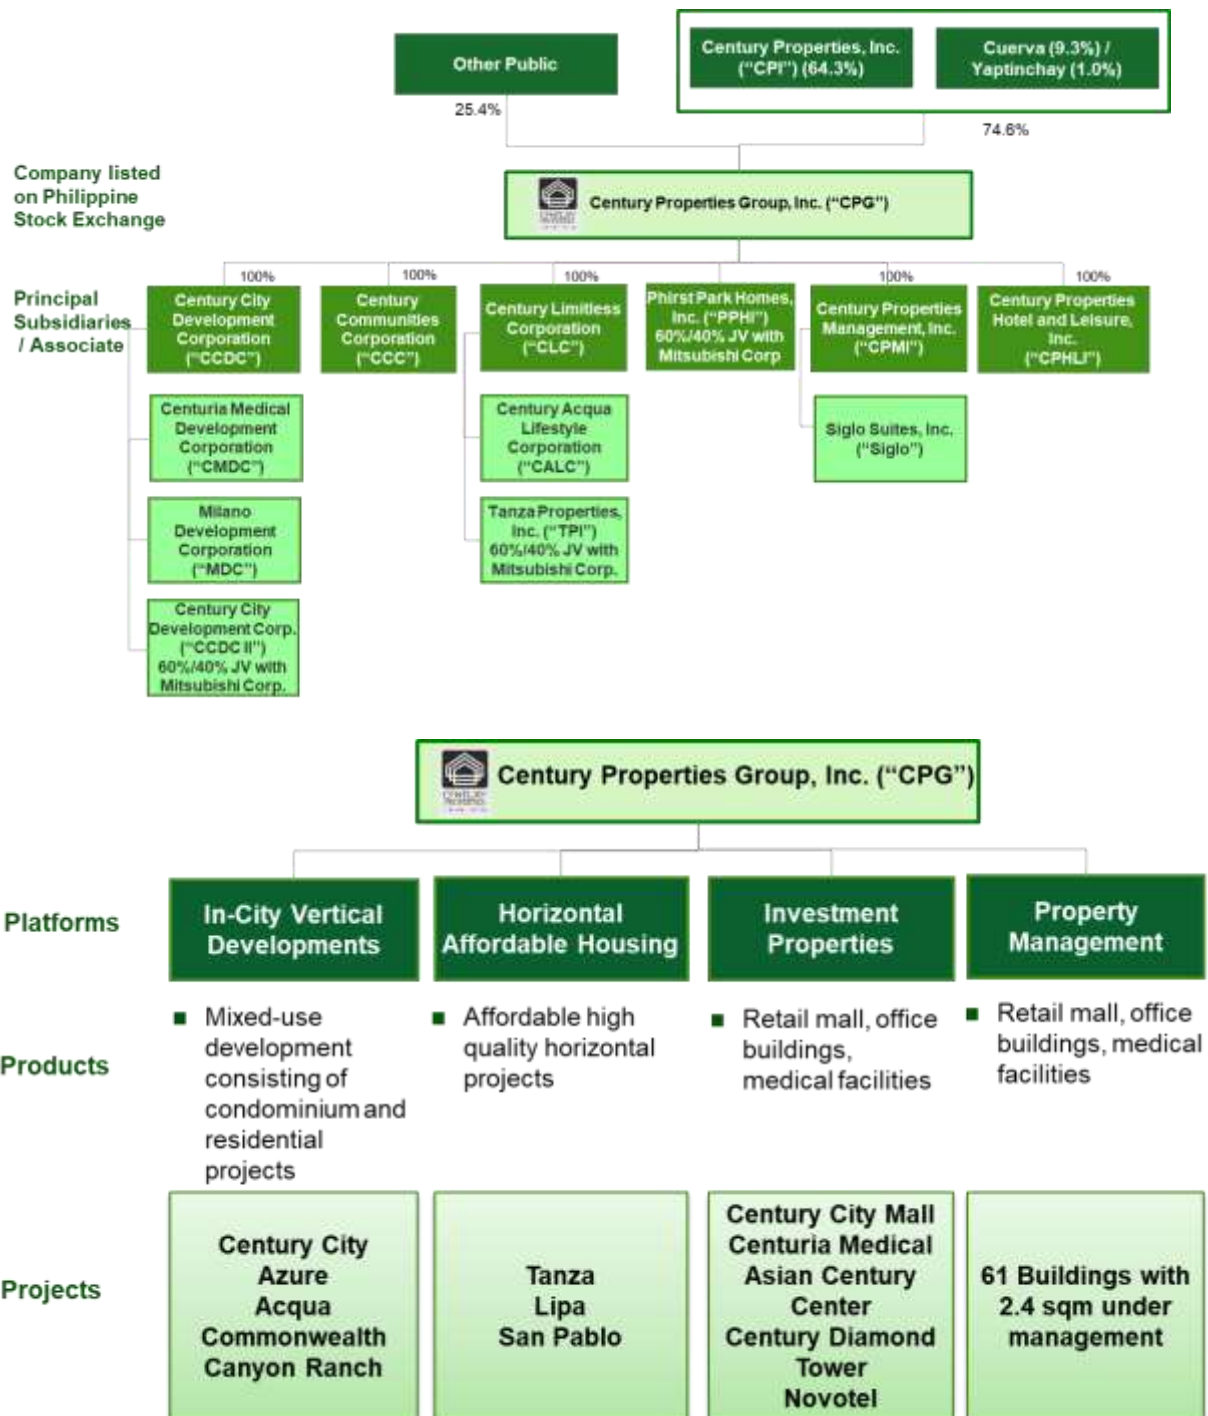 Other Public
Century Properties, Inc.
("CPI") (64.3%)
Cuerva (9.3%) /
Yaptinchay (1.0%)
25.4%
74.6%
Company listed
on Philippine
Stock Exchange
Century Properties Group, Inc. ("CPG")
Principal
Subsidiaries
/ Associate
100%
100%
100%
100%
100%
Century City
Development
Corporation
("CCDC")
Century
Communities
Corporation
("CCC")
Century Limitless
Corporation
("CLC")
Phirst Park Homes,
Inc. ("PPHI")
60%/40% JV with
Mitsubishi Corp
Century Properties
Management, Inc.
("CPMI")
Century Properties
Hotel and Leisure,
Inc.
("CPHLI")
Centuria Medical
Development
Corporation
("CMDC")
Century Acqua
Lifestyle
Corporation
("CALC")
Siglo Suites, Inc.
("Siglo")
Milano
Development
Corporation
("MDC")
Tanza Properties,
Inc. ("TPI")
60%/40% JV with
Mitsubishi Corp.
Century City
Development Corp.
("CCDC II")
60%/40% JV with
Mitsubishi Corp.
Century Properties Group, Inc. ("CPG")
Platforms
In-City Vertical
Developments
Horizontal
Affordable Housing
Investment
Properties
Property
Management
Products
■ Mixed-use
development
consisting of
condominium and
residential
projects
■ Affordable high
quality horizontal
projects
■ Retail mall, office
buildings,
medical facilities
■ Retail mall, office
buildings, medical
facilities
Projects
Century City
Azure
Acqua
Commonwealth
Canyon Ranch
Tanza
Lipa
San Pablo
Century City Mall
Centuria Medical
Asian Century
Center
Century Diamond
Tower
Novotel
61 Buildings with
2.4 sqm under
management